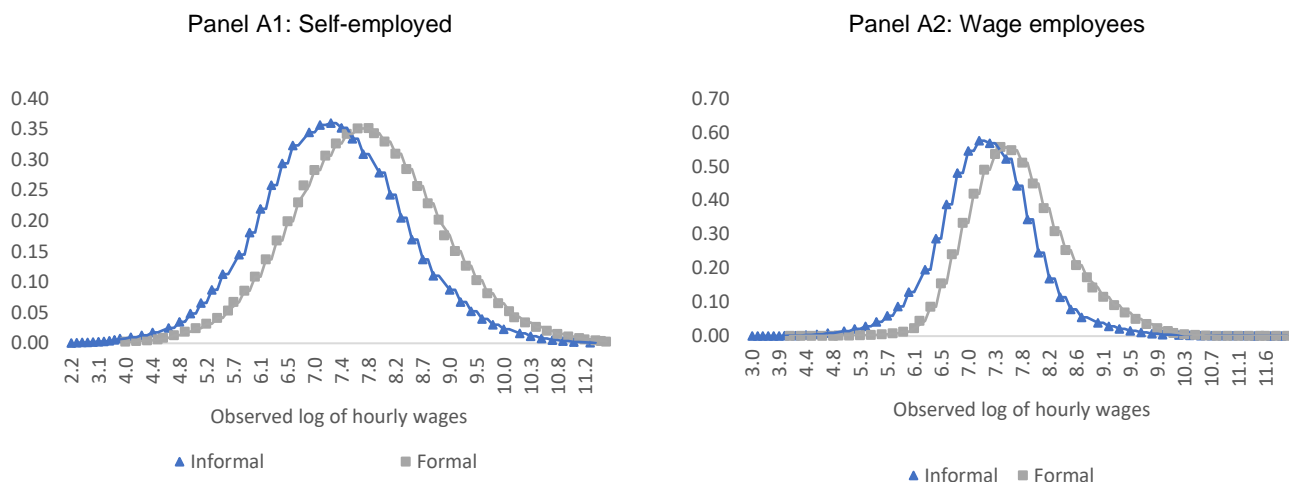 Panel A1: Self-employed
0.40
0.35
0.30
0.25
0.20
0.15
0.10
0.05
0.00
2.2 3.1 4.0 4.4 4.8 5.2 5.7 6.1 6.5 7.0 7.4 7.8 8.2 8.7 9.0 9.5 10.0 10.3 10.8 11.2
Observed log of hourly wages
Informal Formal
Panel A2: Wage employees
0.70
0.60
0.50
0.40
0.30
0.20
0.10
0.00
3.0 3.9 4.4 4.8 5.3 5.7 6.1 6.5 7.0 7.3 7.8 8.2 8.6 9.1 9.5 9.9 10.3 10.7 11.1 11.6
Observed log of hourly wages
Informal Formal